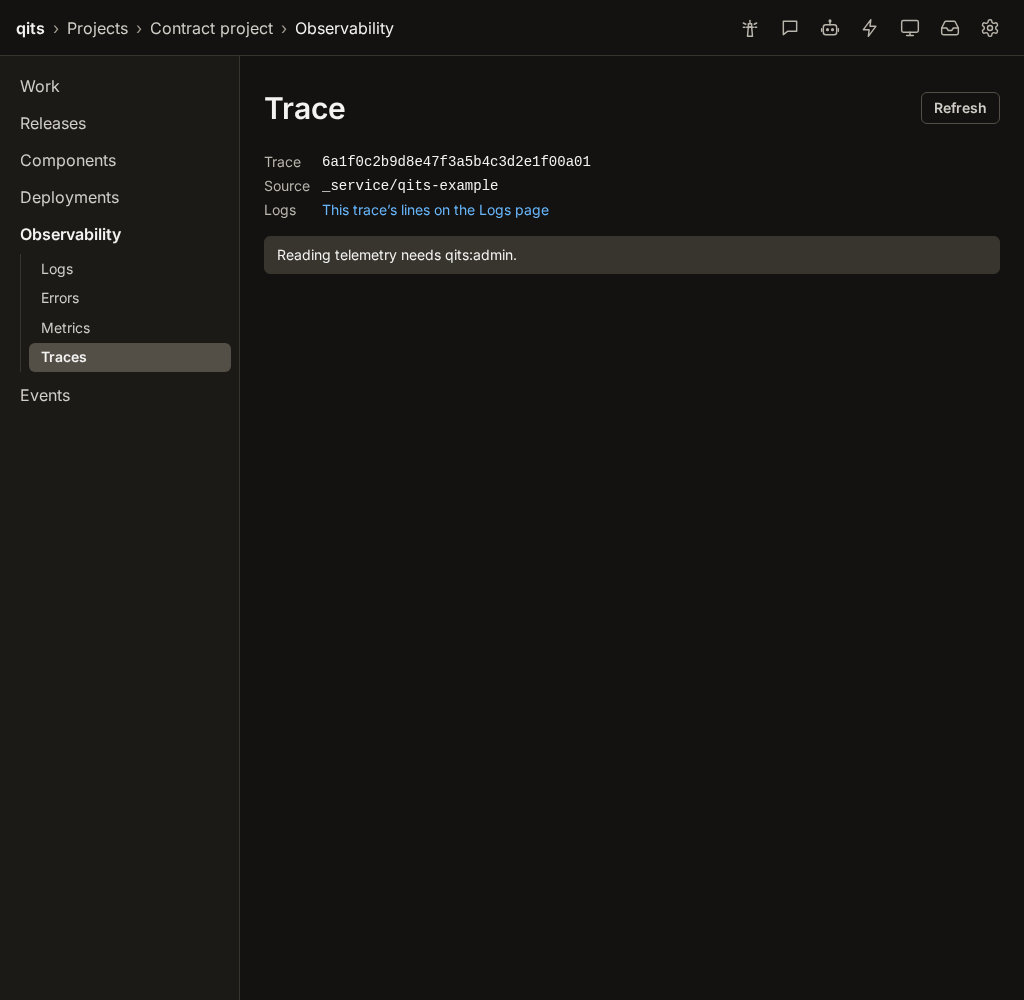 qits › Projects › Contract project › Observability
Work
Releases
Components
Deployments
Observability
Logs
Errors
Metrics
Traces
Events
Trace
Refresh
Trace 6a1f0c2b9d8e47f3a5b4c3d2e1f00a01
Source _service/qits-example
Logs This trace’s lines on the Logs page
Reading telemetry needs qits:admin.